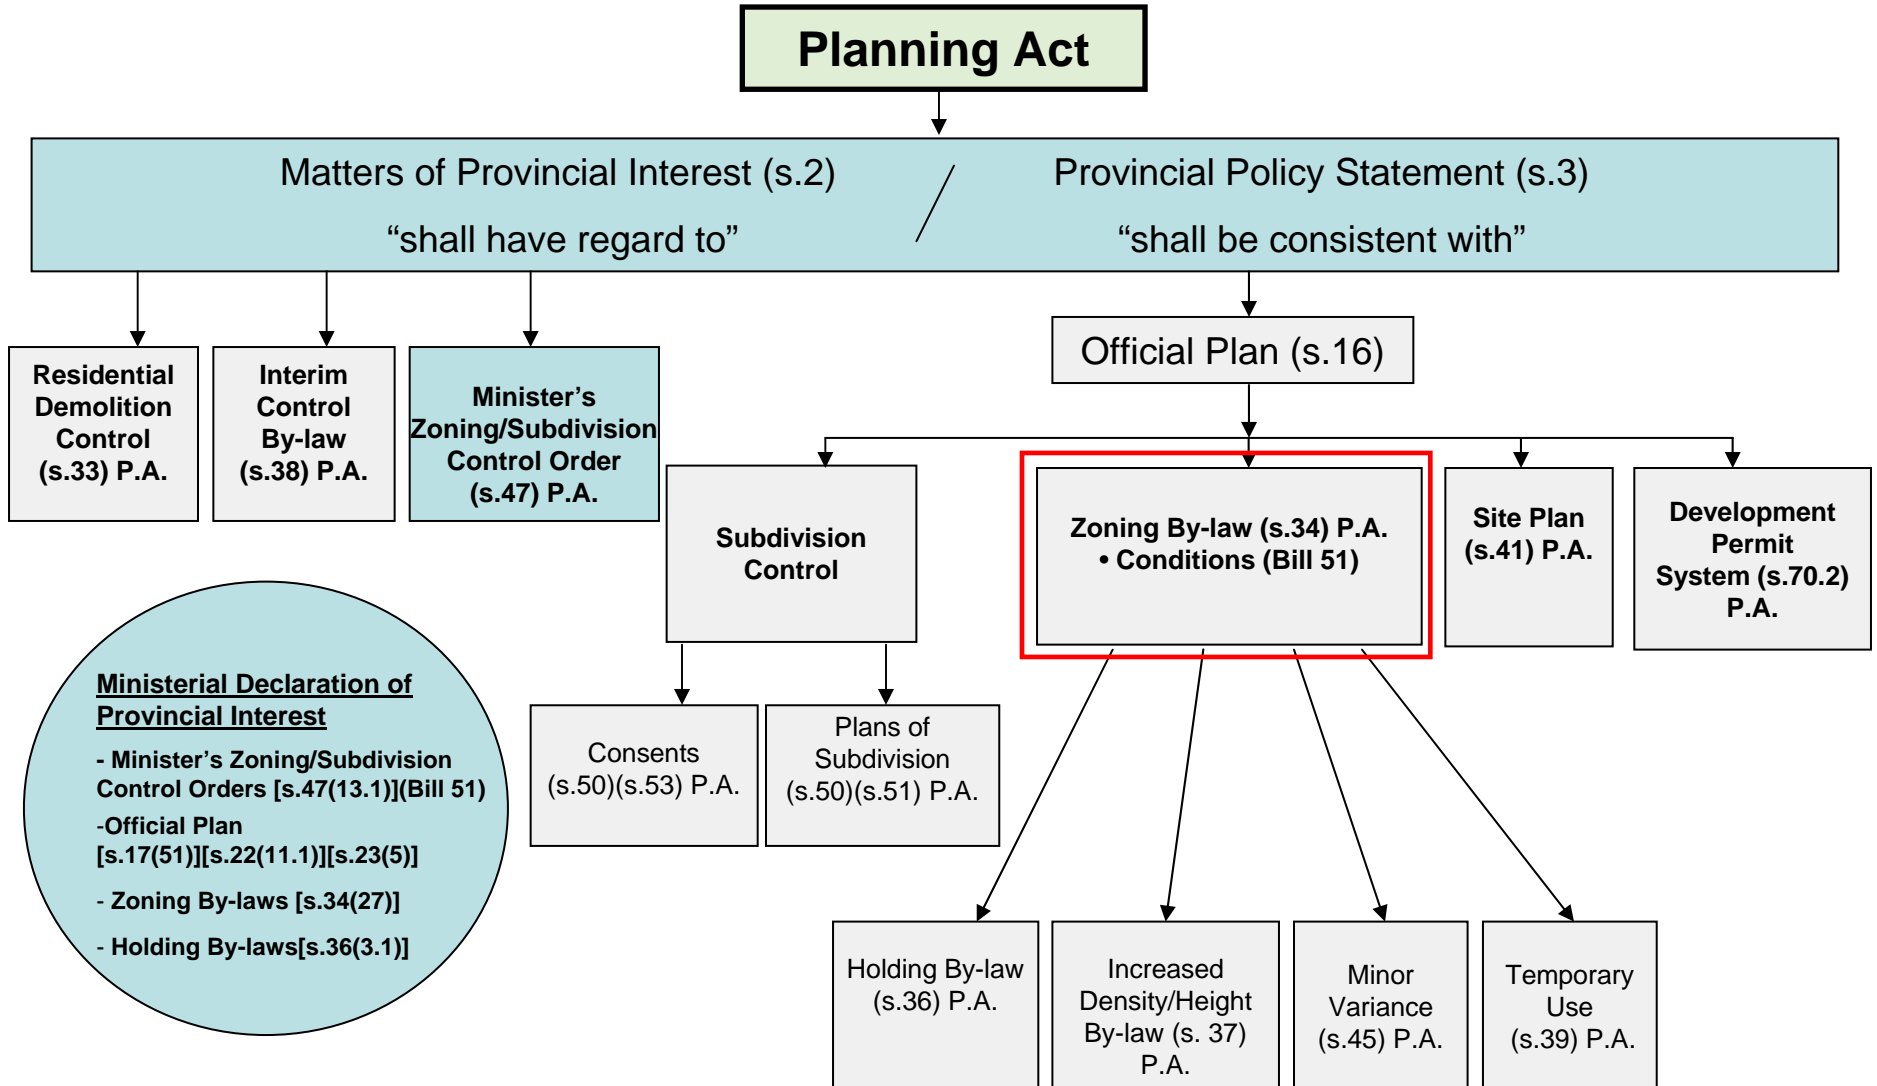 Planning Act
Matters of Provincial Interest (s.2) / Provincial Policy Statement (s.3)
“shall have regard to” “shall be consistent with”
Residential
Demolition
Control
(s.33) P.A.
Interim
Control
By-law
(s.38) P.A.
Minister’s
Zoning/Subdivision
Control Order
(s.47) P.A.
Official Plan (s.16)
Subdivision
Control
Zoning By-law (s.34) P.A.
• Conditions (Bill 51)
Site Plan
(s.41) P.A.
Development
Permit
System (s.70.2)
P.A.
Ministerial Declaration of
Provincial Interest
- Minister’s Zoning/Subdivision
Control Orders [s.47(13.1)](Bill 51)
-Official Plan
[s.17(51)][s.22(11.1)][s.23(5)]
- Zoning By-laws [s.34(27)]
- Holding By-laws[s.36(3.1)]
Consents
(s.50)(s.53) P.A.
Plans of
Subdivision
(s.50)(s.51) P.A.
Holding By-law
(s.36) P.A.
Increased
Density/Height
By-law (s. 37)
P.A.
Minor
Variance
(s.45) P.A.
Temporary
Use
(s.39) P.A.